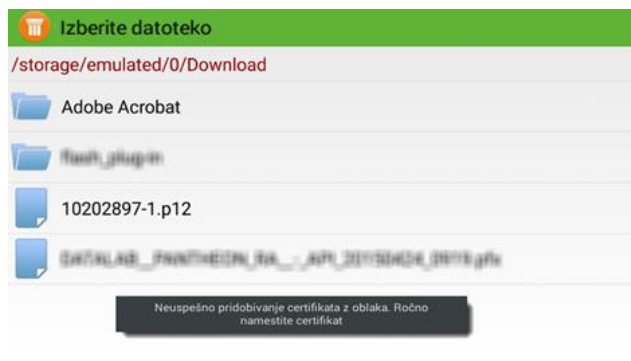 Izberite datoteko
/storage/emulated/0/Download
Adobe Acrobat
10202897-1.p12
Neuspešno pridobivanje certifikata z oblaka. Ročno
namestite certifikat